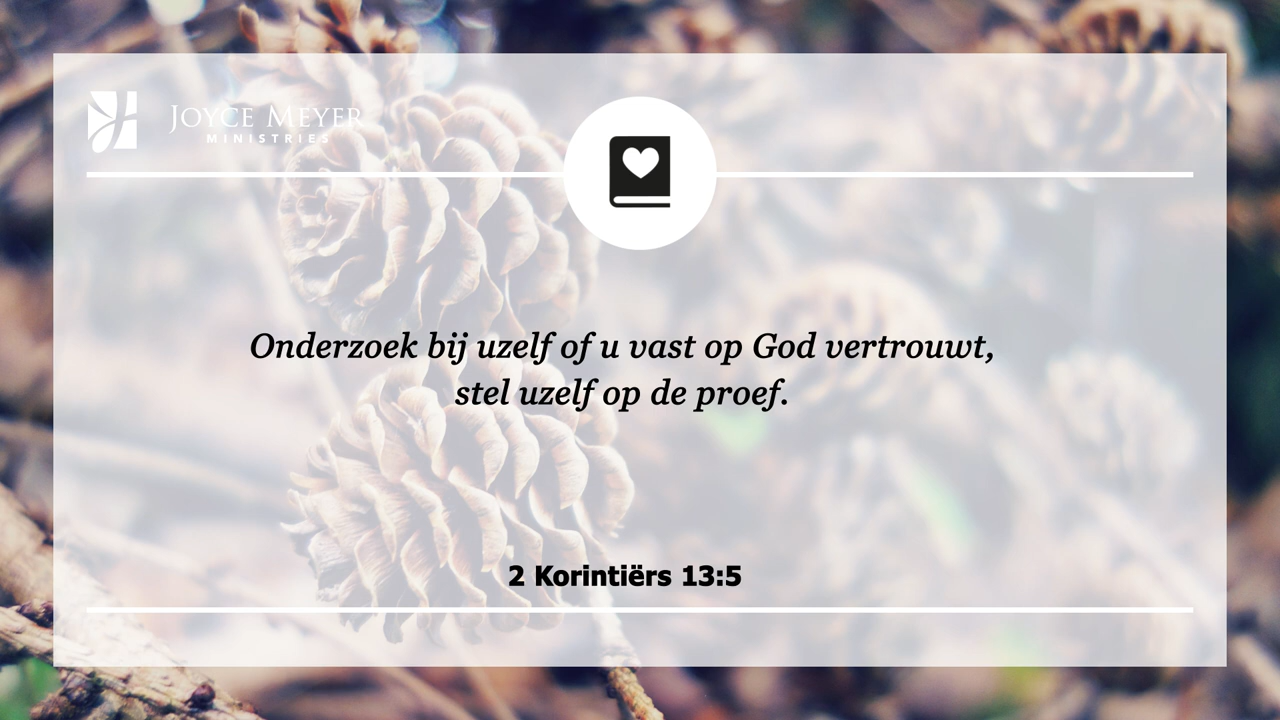 JOYCE MEYER
MINISTRIES
Onderzoek bij uzelf of u vast op God vertrouwt,
stel uzelf op de proef.
2 Korintiërs 13:5